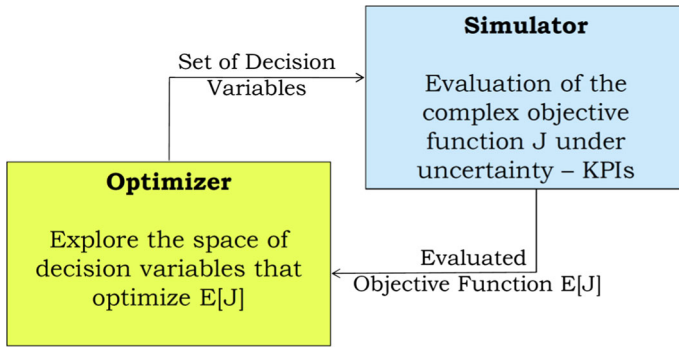 Simulator
Evaluation of the
complex objective
function J under
uncertainty – KPIs
Set of Decision
Variables
Optimizer
Explore the space of
decision variables that
optimize E[J]
Evaluated
Objective Function E[J]